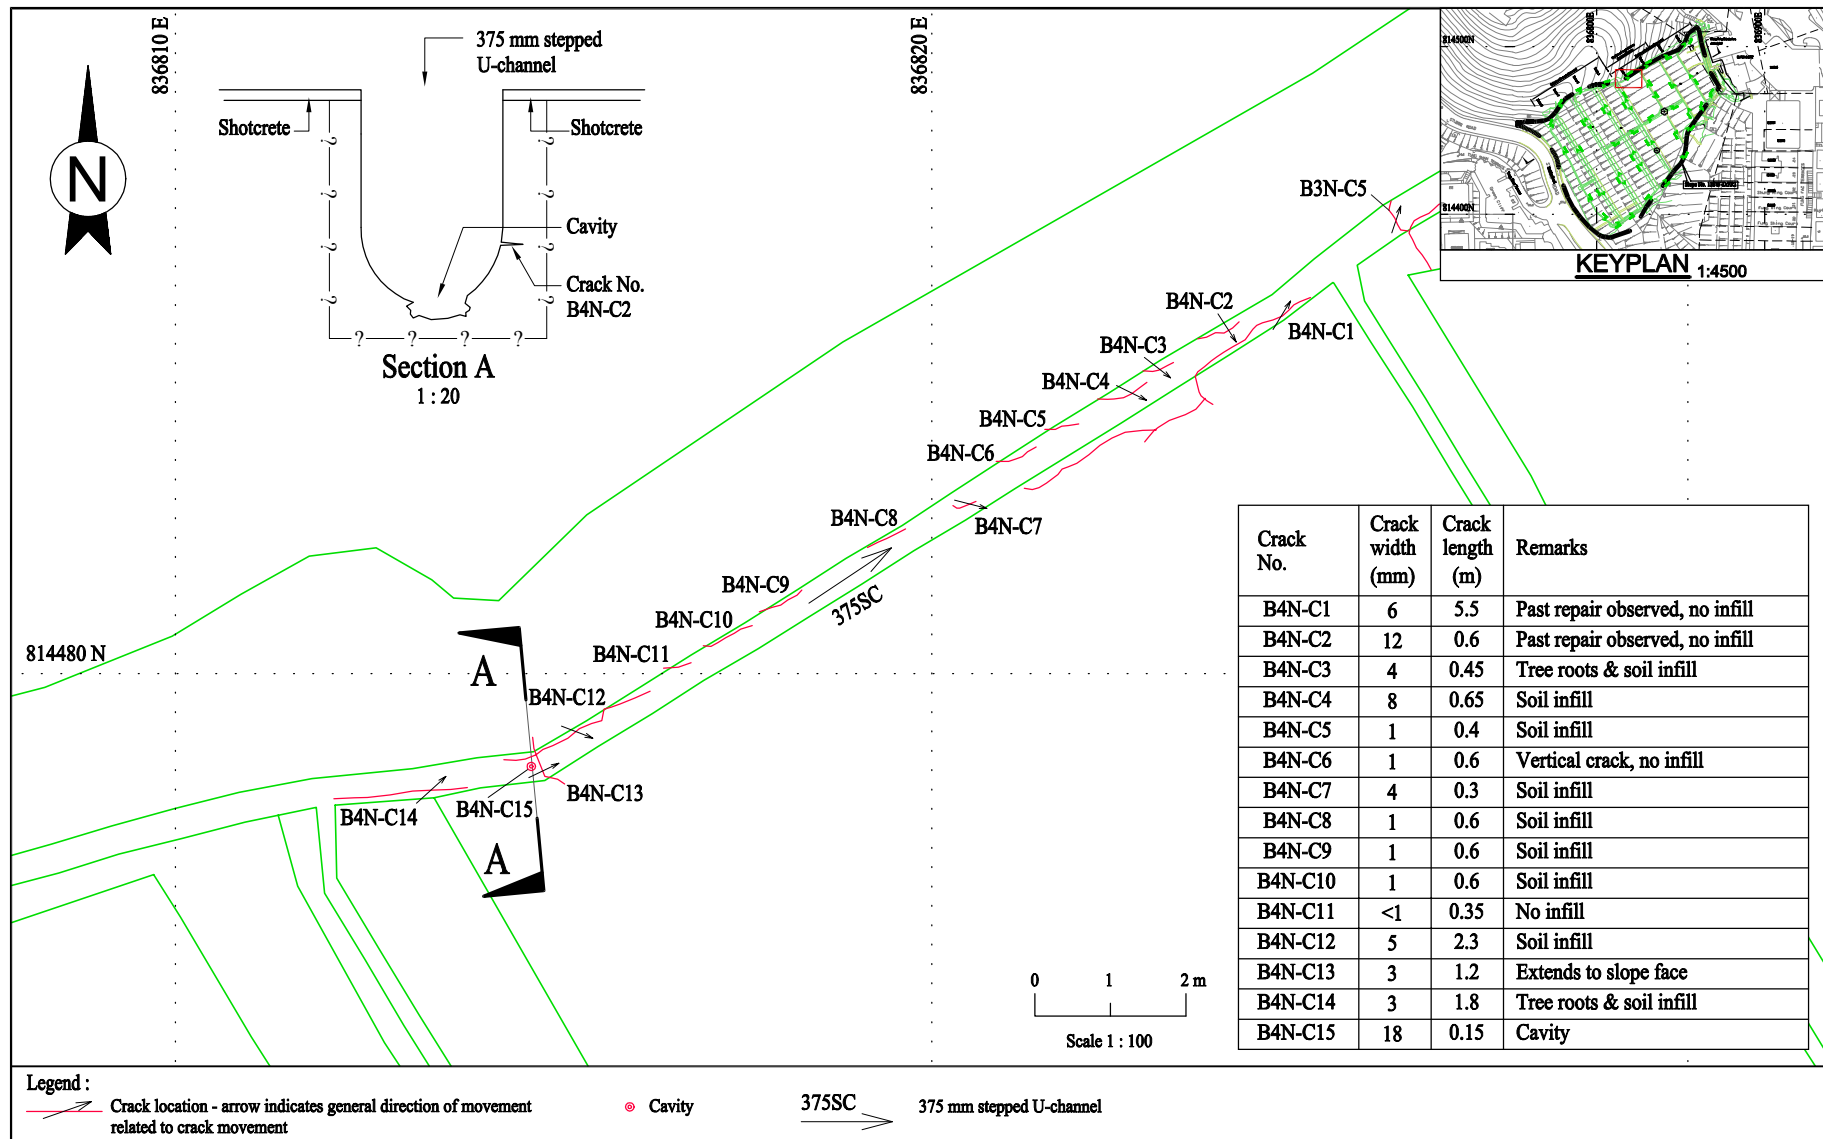 836810 E
836820 E
375 mm stepped
U-channel
Shotcrete
Shotcrete
?
?
?
?
?
?
?
?
? ? ? ?
Cavity
Crack No.
B4N-C2
Section A
1 : 20
N
814500N
836800E
836900E
814400N
KEYPLAN 1:4500
B3N-C5
B4N-C2
B4N-C1
B4N-C3
B4N-C4
B4N-C5
B4N-C6
B4N-C7
B4N-C8
375SC
B4N-C9
B4N-C10
B4N-C11
814480 N
A
B4N-C12
B4N-C13
B4N-C14
B4N-C15
A
Crack No. Crack width (mm) Crack length (m) Remarks
B4N-C1 6 5.5 Past repair observed, no infill
B4N-C2 12 0.6 Past repair observed, no infill
B4N-C3 4 0.45 Tree roots & soil infill
B4N-C4 8 0.65 Soil infill
B4N-C5 1 0.4 Soil infill
B4N-C6 1 0.6 Vertical crack, no infill
B4N-C7 4 0.3 Soil infill
B4N-C8 1 0.6 Soil infill
B4N-C9 1 0.6 Soil infill
B4N-C10 1 0.6 Soil infill
B4N-C11 <1 0.35 No infill
B4N-C12 5 2.3 Soil infill
B4N-C13 3 1.2 Extends to slope face
B4N-C14 3 1.8 Tree roots & soil infill
B4N-C15 18 0.15 Cavity
0 1 2 m
Scale 1 : 100
Legend :
Crack location - arrow indicates general direction of movement
related to crack movement
Cavity
375SC
375 mm stepped U-channel